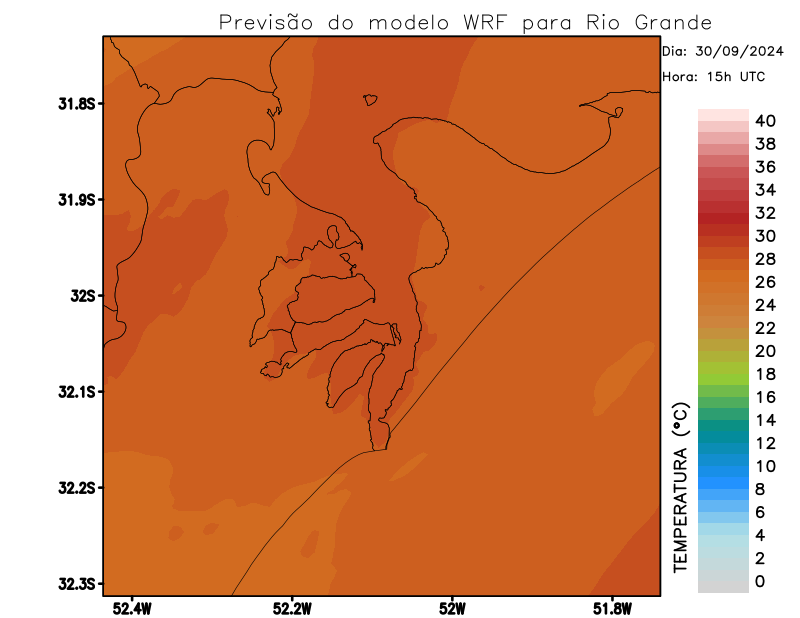 Previsão do modelo WRF para Rio Grande
Dia: 30/09/2024
Hora: 15h UTC
31.8S
31.9S
32S
32.1S
32.2S
32.3S
52.4W
52.2W
52W
51.8W
TEMPERATURA (°C)
40
38
36
34
32
30
28
26
24
22
20
18
16
14
12
10
8
6
4
2
0